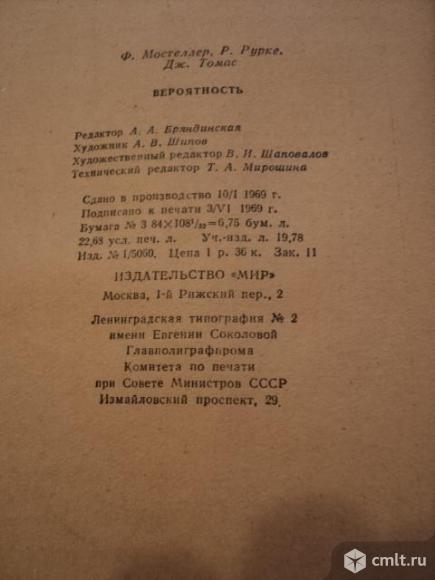 Ф. Мостеллер, Р. Рурке,
Дж. Томас
ВЕРОЯТНОСТЬ
Редактор А. А. Бряндинская
Художник А. В. Шипов
Художественный редактор В. И. Шаповалов
Технический редактор Т. А. Мирошина
Сдано в производство 10/I 1969 г.
Подписано к печати 3/VI 1969 г.
Бумага № 3 84×108¹/₃₂=6,75 бум. л.
22,68 усл. печ. л. Уч.-изд. л. 19,78
Изд. № 1/5060. Цена 1 р. 36 к. Зак. 11
ИЗДАТЕЛЬСТВО «МИР»
Москва, 1-й Рижский пер., 2
Ленинградская типография № 2
имени Евгении Соколовой
Главполиграфпрома
Комитета по печати
при Совете Министров СССР
Измайловский проспект, 29.
cmlt.ru